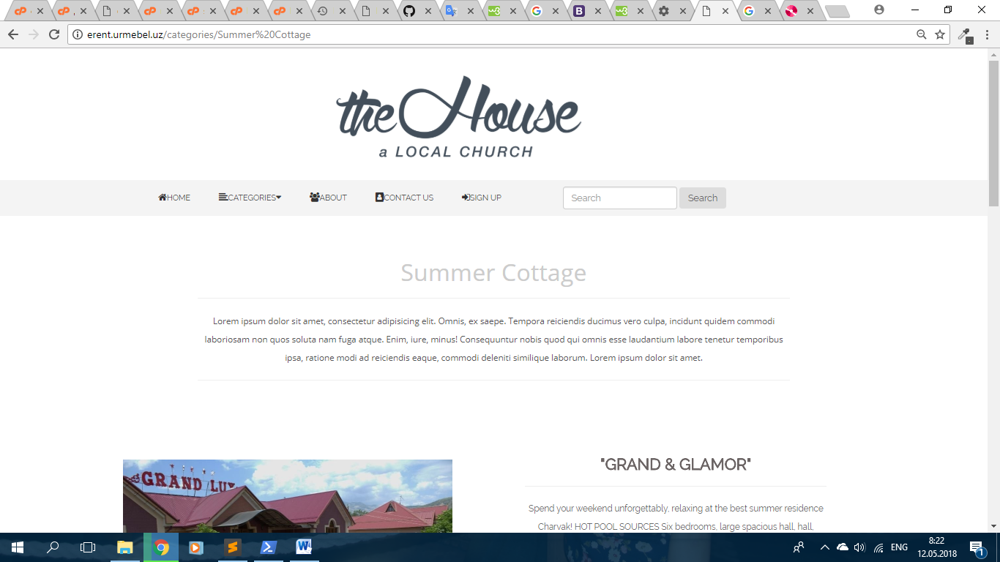 erent.urmebel.uz/categories/Summer%20Cottage
the House
a LOCAL CHURCH
HOME CATEGORIES ABOUT CONTACT US SIGN UP Search Search
Summer Cottage
Lorem ipsum dolor sit amet, consectetur adipisicing elit. Omnis, ex saepe. Tempora reiciendis ducimus vero culpa, incidunt quidem commodi
laboriosam non quos soluta nam fuga atque. Enim, iure, minus! Consequuntur nobis quod qui omnis esse laudantium labore tenetur temporibus
ipsa, ratione modi ad reiciendis eaque, commodi deleniti similique laborum. Lorem ipsum dolor sit amet.
GRAND LUX
"GRAND & GLAMOR"
Spend your weekend unforgettably, relaxing at the best summer residence
Charvak! HOT POOL SOURCES Six bedrooms, large spacious hall, hall,
ENG
8:22
12.05.2018
1